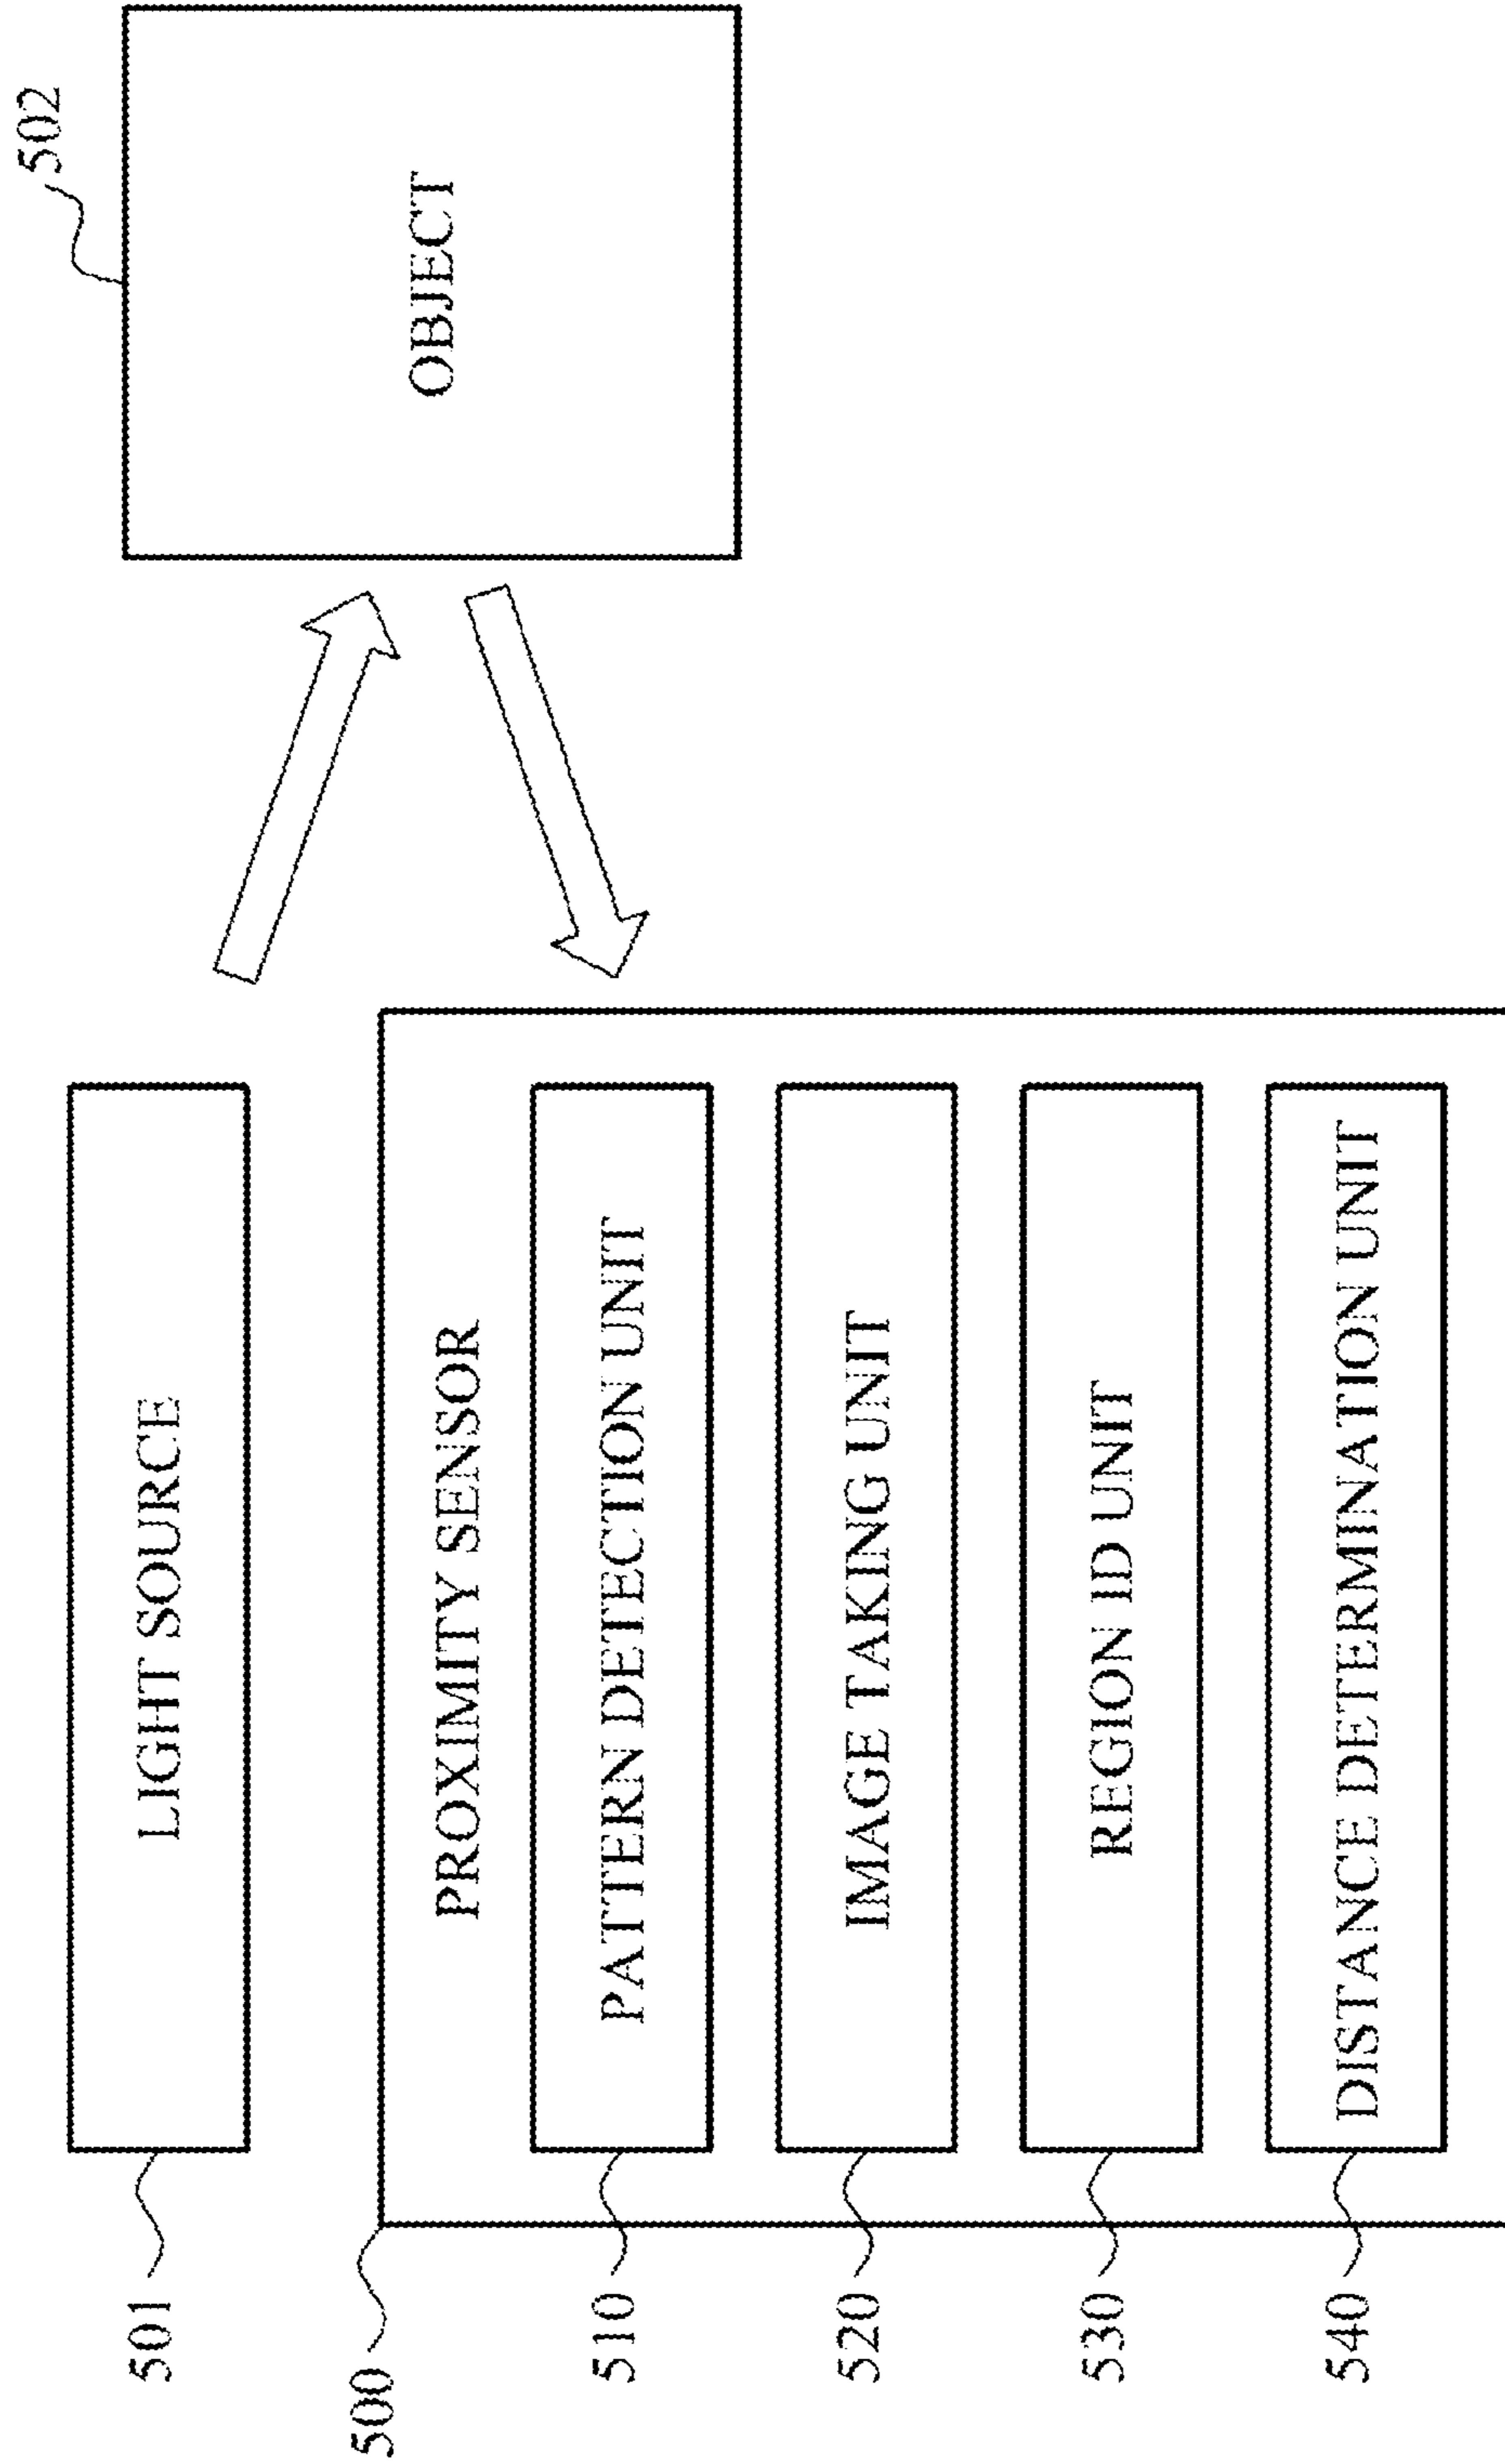 501
LIGHT SOURCE
502
OBJECT
500
PROXIMITY SENSOR
510
PATTERN DETECTION UNIT
520
IMAGE TAKING UNIT
530
REGION ID UNIT
540
DISTANCE DETERMINATION UNIT